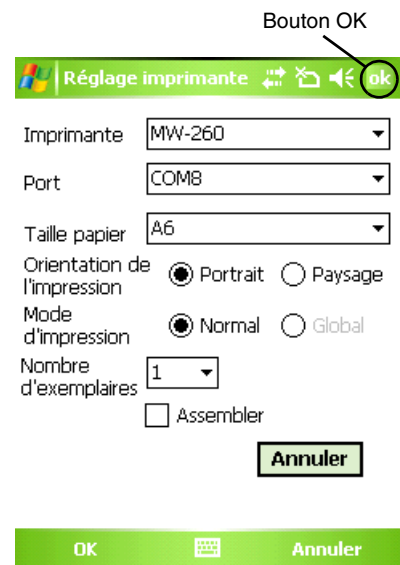 Bouton OK
Réglage imprimante ok
Imprimante MW-260
Port COM8
Taille papier A6
Orientation de
l'impression Portrait Paysage
Mode
d'impression Normal Global
Nombre
d'exemplaires 1
Assembler
Annuler
OK Annuler